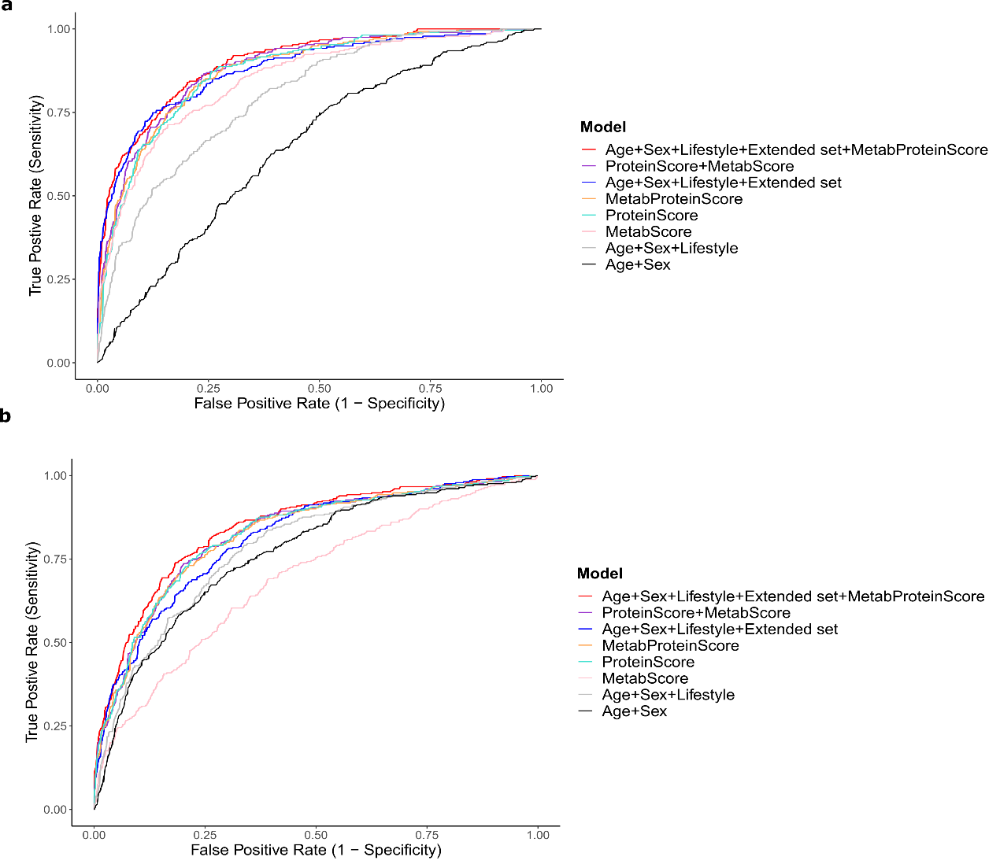 a
1.00
0.75
0.50
0.25
0.00
True Postive Rate (Sensitivity)
0.00 0.25 0.50 0.75 1.00
False Positive Rate (1 − Specificity)
Model
Age+Sex+Lifestyle+Extended set+MetabProteinScore
ProteinScore+MetabScore
Age+Sex+Lifestyle+Extended set
MetabProteinScore
ProteinScore
MetabScore
Age+Sex+Lifestyle
Age+Sex
b
1.00
0.75
0.50
0.25
0.00
True Postive Rate (Sensitivity)
0.00 0.25 0.50 0.75 1.00
False Positive Rate (1 − Specificity)
Model
Age+Sex+Lifestyle+Extended set+MetabProteinScore
ProteinScore+MetabScore
Age+Sex+Lifestyle+Extended set
MetabProteinScore
ProteinScore
MetabScore
Age+Sex+Lifestyle
Age+Sex